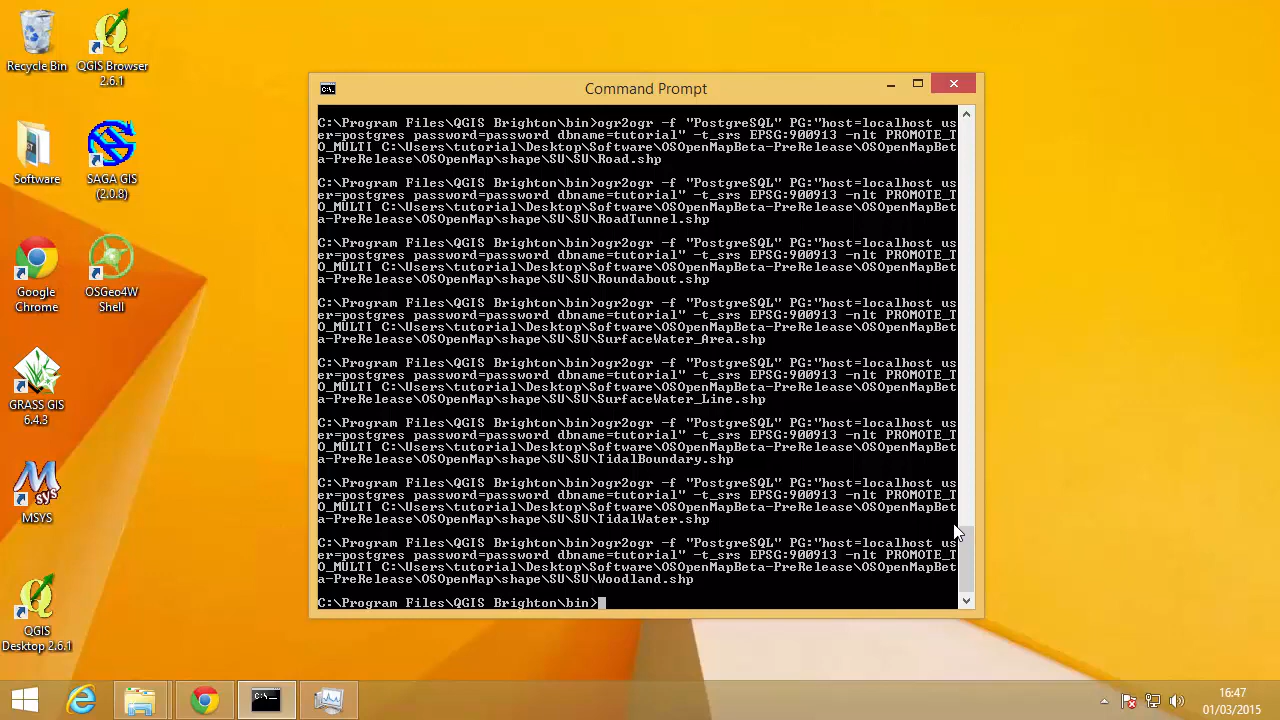 Recycle Bin
QGIS Browser
2.6.1
Software
SAGA GIS
(2.0.8)
Google
Chrome
OSGeo4W
Shell
GRASS GIS
6.4.3
MSYS
QGIS
Desktop 2.6.1
Command Prompt
C:\Program Files\QGIS Brighton\bin>ogr2ogr -f "PostgreSQL" PG:"host=localhost us
er=postgres password=password dbname=tutorial" -t_srs EPSG:900913 -nlt PROMOTE_T
O_MULTI C:\Users\tutorial\Desktop\Software\OSOpenMapBeta-PreRelease\OSOpenMapBet
a-PreRelease\OSOpenMap\shape\SU\SU\Road.shp
C:\Program Files\QGIS Brighton\bin>ogr2ogr -f "PostgreSQL" PG:"host=localhost us
er=postgres password=password dbname=tutorial" -t_srs EPSG:900913 -nlt PROMOTE_T
O_MULTI C:\Users\tutorial\Desktop\Software\OSOpenMapBeta-PreRelease\OSOpenMapBet
a-PreRelease\OSOpenMap\shape\SU\SU\RoadTunnel.shp
C:\Program Files\QGIS Brighton\bin>ogr2ogr -f "PostgreSQL" PG:"host=localhost us
er=postgres password=password dbname=tutorial" -t_srs EPSG:900913 -nlt PROMOTE_T
O_MULTI C:\Users\tutorial\Desktop\Software\OSOpenMapBeta-PreRelease\OSOpenMapBet
a-PreRelease\OSOpenMap\shape\SU\SU\Roundabout.shp
C:\Program Files\QGIS Brighton\bin>ogr2ogr -f "PostgreSQL" PG:"host=localhost us
er=postgres password=password dbname=tutorial" -t_srs EPSG:900913 -nlt PROMOTE_T
O_MULTI C:\Users\tutorial\Desktop\Software\OSOpenMapBeta-PreRelease\OSOpenMapBet
a-PreRelease\OSOpenMap\shape\SU\SU\SurfaceWater_Area.shp
C:\Program Files\QGIS Brighton\bin>ogr2ogr -f "PostgreSQL" PG:"host=localhost us
er=postgres password=password dbname=tutorial" -t_srs EPSG:900913 -nlt PROMOTE_T
O_MULTI C:\Users\tutorial\Desktop\Software\OSOpenMapBeta-PreRelease\OSOpenMapBet
a-PreRelease\OSOpenMap\shape\SU\SU\SurfaceWater_Line.shp
C:\Program Files\QGIS Brighton\bin>ogr2ogr -f "PostgreSQL" PG:"host=localhost us
er=postgres password=password dbname=tutorial" -t_srs EPSG:900913 -nlt PROMOTE_T
O_MULTI C:\Users\tutorial\Desktop\Software\OSOpenMapBeta-PreRelease\OSOpenMapBet
a-PreRelease\OSOpenMap\shape\SU\SU\TidalBoundary.shp
C:\Program Files\QGIS Brighton\bin>ogr2ogr -f "PostgreSQL" PG:"host=localhost us
er=postgres password=password dbname=tutorial" -t_srs EPSG:900913 -nlt PROMOTE_T
O_MULTI C:\Users\tutorial\Desktop\Software\OSOpenMapBeta-PreRelease\OSOpenMapBet
a-PreRelease\OSOpenMap\shape\SU\SU\TidalWater.shp
C:\Program Files\QGIS Brighton\bin>ogr2ogr -f "PostgreSQL" PG:"host=localhost us
er=postgres password=password dbname=tutorial" -t_srs EPSG:900913 -nlt PROMOTE_T
O_MULTI C:\Users\tutorial\Desktop\Software\OSOpenMapBeta-PreRelease\OSOpenMapBet
a-PreRelease\OSOpenMap\shape\SU\SU\Woodland.shp
C:\Program Files\QGIS Brighton\bin>
16:47
01/03/2015